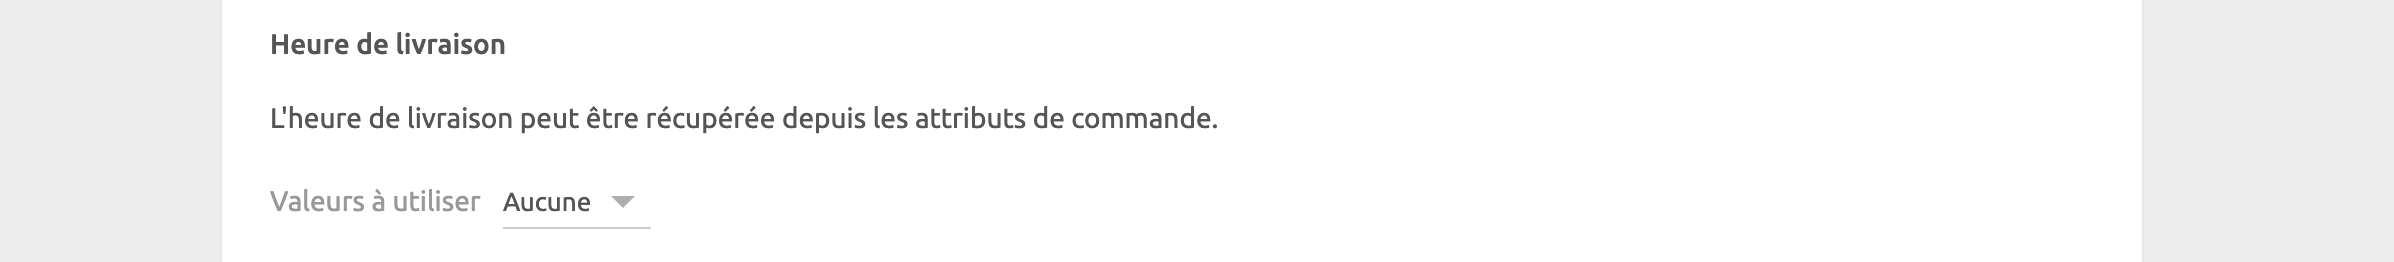 Heure de livraison
L'heure de livraison peut être récupérée depuis les attributs de commande.
Valeurs à utiliser Aucune